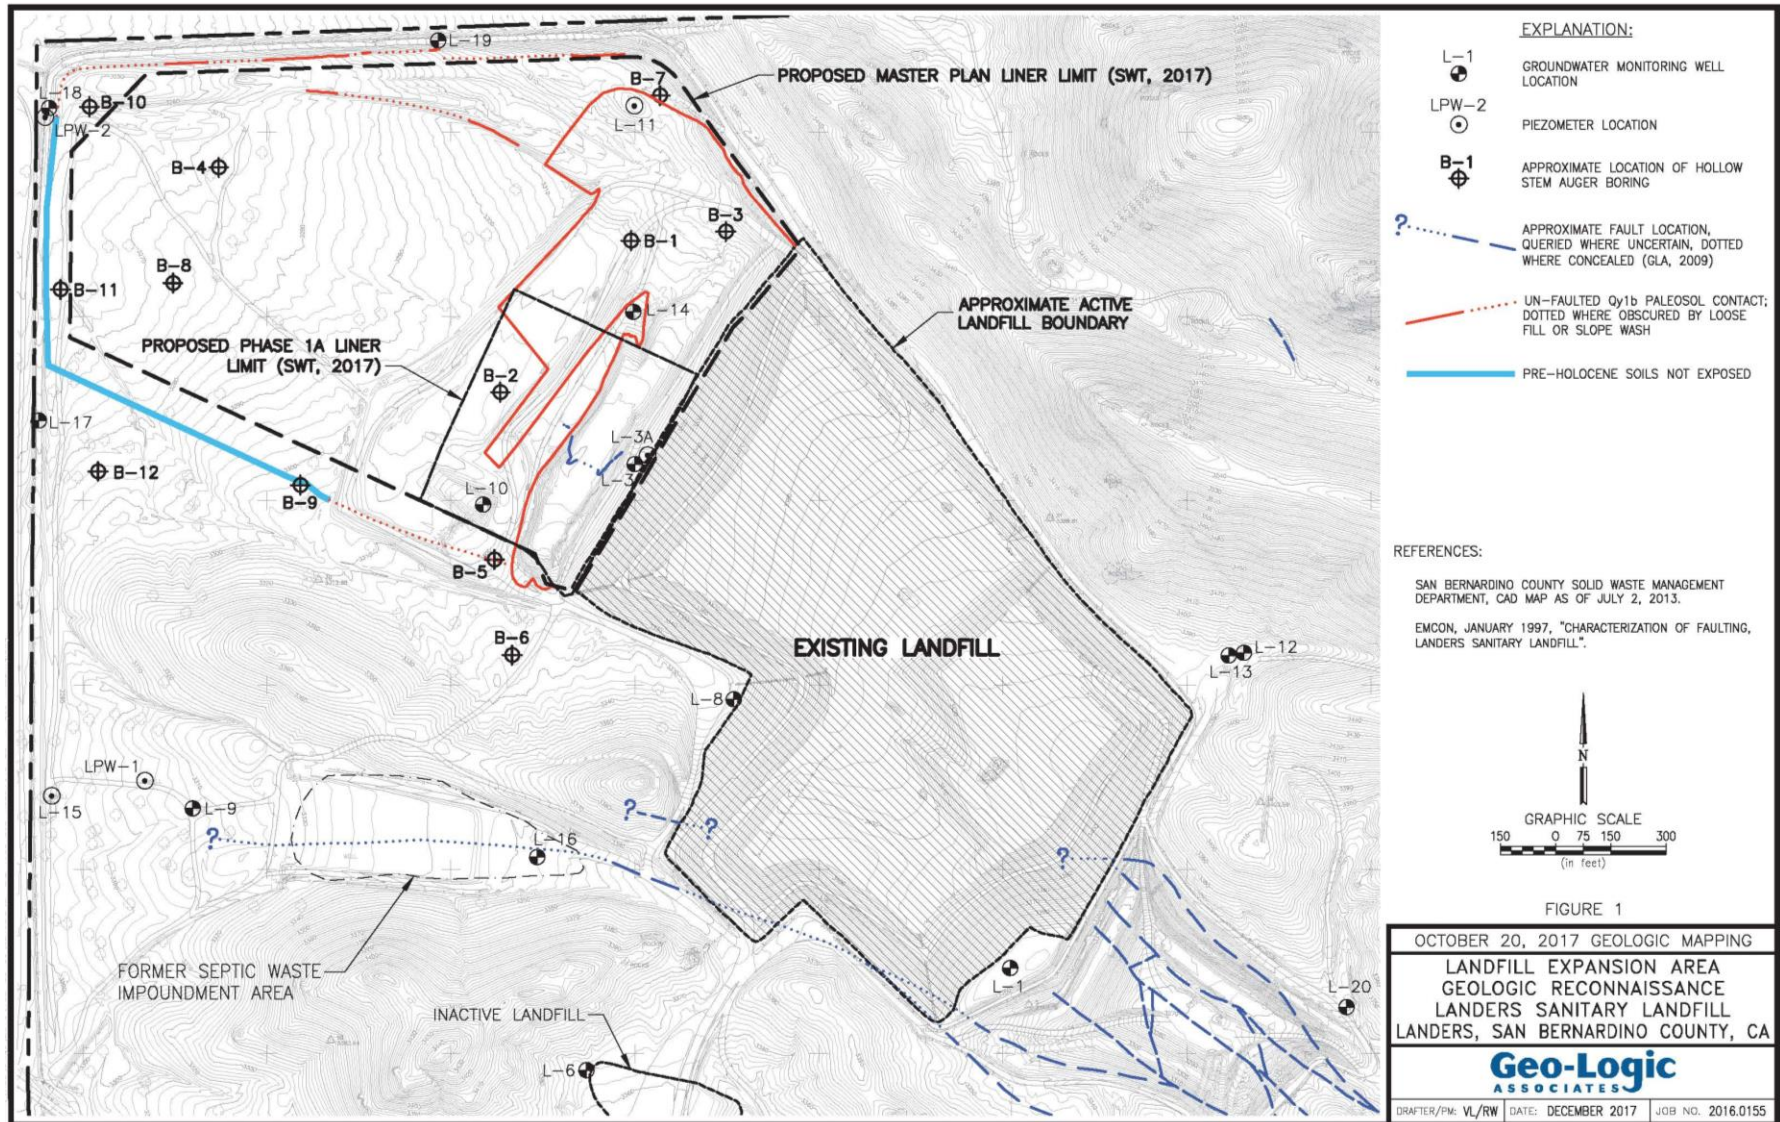 L-19
L-18
B-10
LPW-2
B-7
PROPOSED MASTER PLAN LINER LIMIT (SWT, 2017)
L-11
B-4
B-3
B-1
B-8
B-11
L-14
APPROXIMATE ACTIVE
LANDFILL BOUNDARY
PROPOSED PHASE 1A LINER
LIMIT (SWT, 2017)
B-2
L-17
L-3A
L-3
B-12
B-9
L-10
B-5
B-6
EXISTING LANDFILL
L-8
L-12
L-13
LPW-1
L-15
L-9
?
?
?
L-16
?
WELL
FORMER SEPTIC WASTE
IMPOUNDMENT AREA
INACTIVE LANDFILL
L-1
L-20
L-6
EXPLANATION:
L-1
GROUNDWATER MONITORING WELL
LOCATION
LPW-2
PIEZOMETER LOCATION
B-1
APPROXIMATE LOCATION OF HOLLOW
STEM AUGER BORING
?
APPROXIMATE FAULT LOCATION,
QUERIED WHERE UNCERTAIN, DOTTED
WHERE CONCEALED (GLA, 2009)
UN-FAULTED Qy1b PALEOSOL CONTACT;
DOTTED WHERE OBSCURED BY LOOSE
FILL OR SLOPE WASH
PRE-HOLOCENE SOILS NOT EXPOSED
REFERENCES:
SAN BERNARDINO COUNTY SOLID WASTE MANAGEMENT
DEPARTMENT, CAD MAP AS OF JULY 2, 2013.
EMCON, JANUARY 1997, "CHARACTERIZATION OF FAULTING,
LANDERS SANITARY LANDFILL".
N
GRAPHIC SCALE
150 0 75 150 300
(in feet)
FIGURE 1
OCTOBER 20, 2017 GEOLOGIC MAPPING
LANDFILL EXPANSION AREA
GEOLOGIC RECONNAISSANCE
LANDERS SANITARY LANDFILL
LANDERS, SAN BERNARDINO COUNTY, CA
Geo-Logic
ASSOCIATES
DRAFTER/PM: VL/RW DATE: DECEMBER 2017 JOB NO. 2016.0155